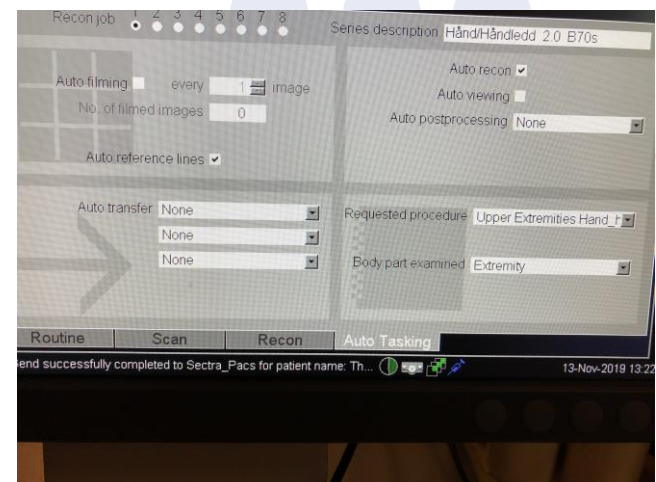 Recon job 1 2 3 4 5 6 7 8
Series description Hånd/Håndledd 2.0 B70s
Auto filming every 1 image
No. of filmed images 0
Auto reference lines
Auto recon
Auto viewing
Auto postprocessing None
Auto transfer None
None
None
Requested procedure Upper Extremities Hand_
Body part examined Extremity
Routine Scan Recon Auto Tasking
Send successfully completed to Sectra_Pacs for patient name: Th... 13-Nov-2019 13:22